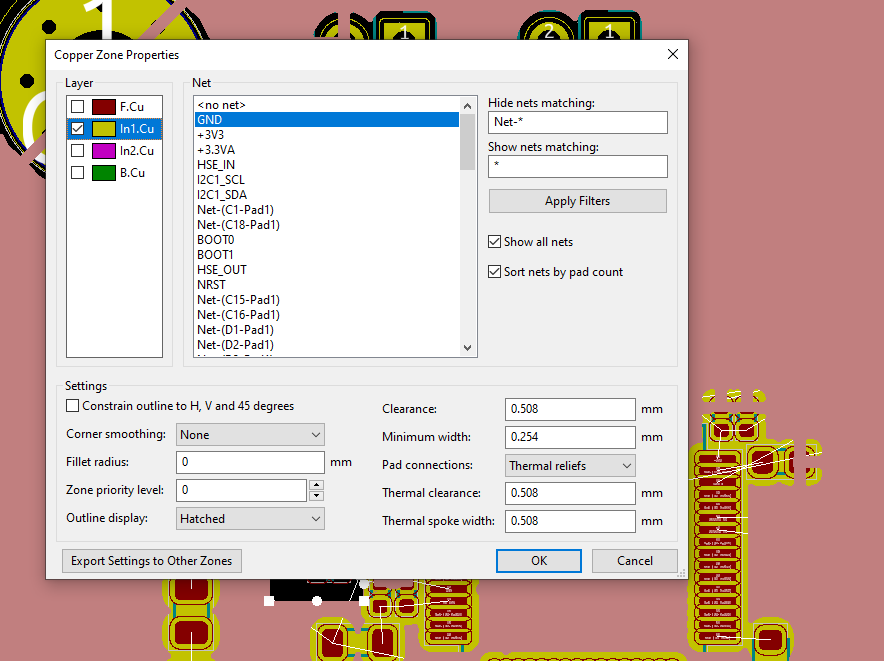 1
1
2
1
Copper Zone Properties
Layer
F.Cu
In1.Cu
In2.Cu
B.Cu
Net
<no net>
GND
+3V3
+3.3VA
HSE_IN
I2C1_SCL
I2C1_SDA
Net-(C1-Pad1)
Net-(C18-Pad1)
BOOT0
BOOT1
HSE_OUT
NRST
Net-(C15-Pad1)
Net-(C16-Pad1)
Net-(D1-Pad1)
Net-(D2-Pad1)
Hide nets matching:
Net-*
Show nets matching:
*
Apply Filters
Show all nets
Sort nets by pad count
Settings
Constrain outline to H, V and 45 degrees
Corner smoothing: None
Fillet radius: 0 mm
Zone priority level: 0
Outline display: Hatched
Clearance: 0.508 mm
Minimum width: 0.254 mm
Pad connections: Thermal reliefs
Thermal clearance: 0.508 mm
Thermal spoke width: 0.508 mm
Export Settings to Other Zones
OK
Cancel